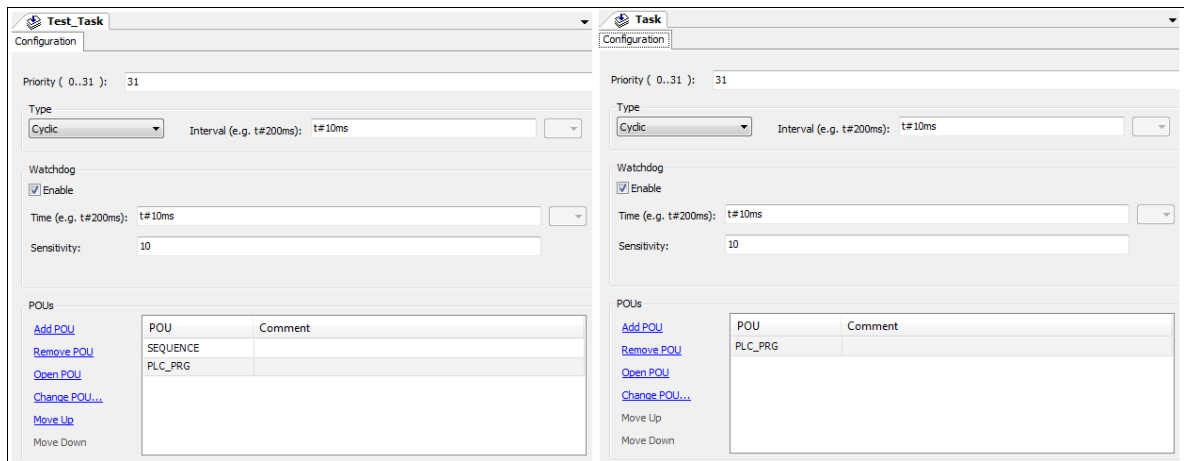 Test_Task
Configuration
Priority ( 0..31 ): 31
Type
Cyclic Interval (e.g. t#200ms): t#10ms
Watchdog
Enable
Time (e.g. t#200ms): t#10ms
Sensitivity: 10
POUs
Add POU
Remove POU
Open POU
Change POU...
Move Up
Move Down
POU Comment
SEQUENCE
PLC_PRG
Task
Configuration
Priority ( 0..31 ): 31
Type
Cyclic Interval (e.g. t#200ms): t#10ms
Watchdog
Enable
Time (e.g. t#200ms): t#10ms
Sensitivity: 10
POUs
Add POU
Remove POU
Open POU
Change POU...
Move Up
Move Down
POU Comment
PLC_PRG